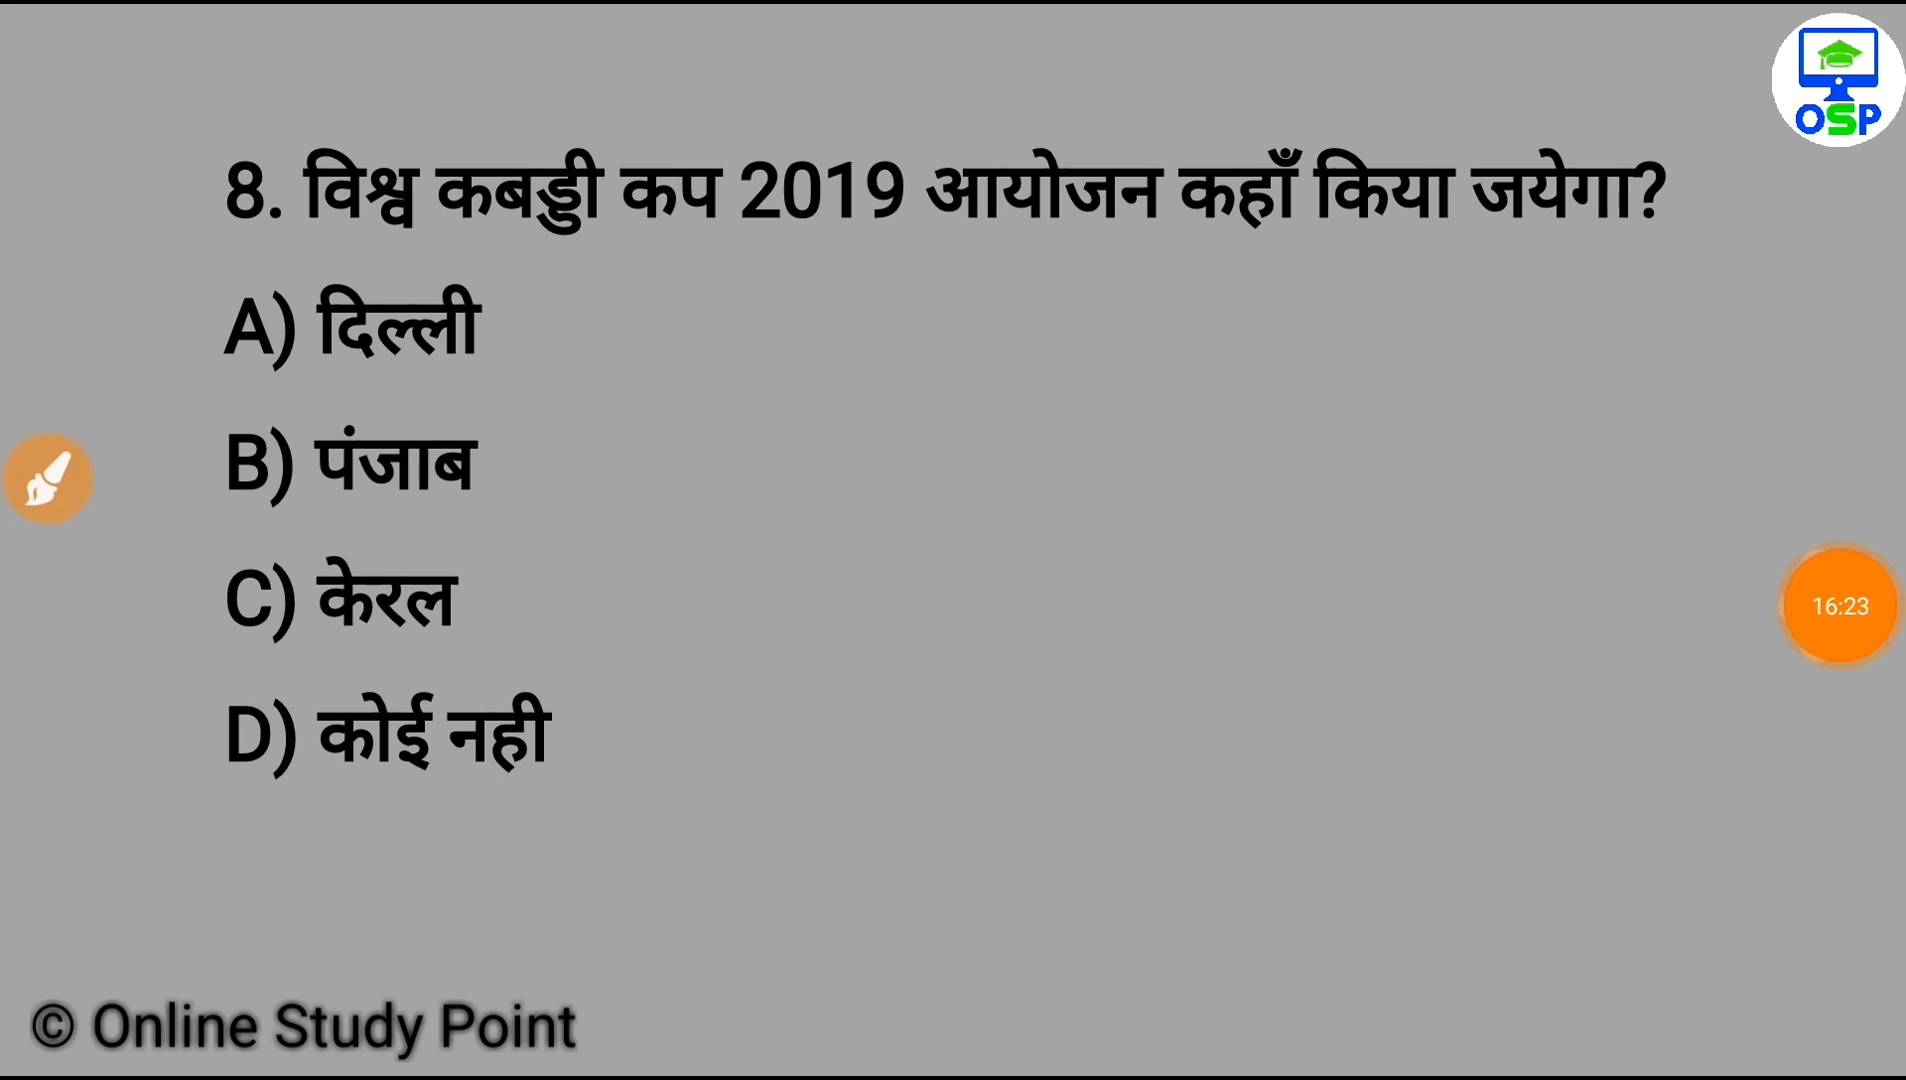 OSP
8. विश्व कबड्डी कप 2019 आयोजन कहाँ किया जयेगा?
A) दिल्ली
B) पंजाब
C) केरल
D) कोई नही
16:23
© Online Study Point